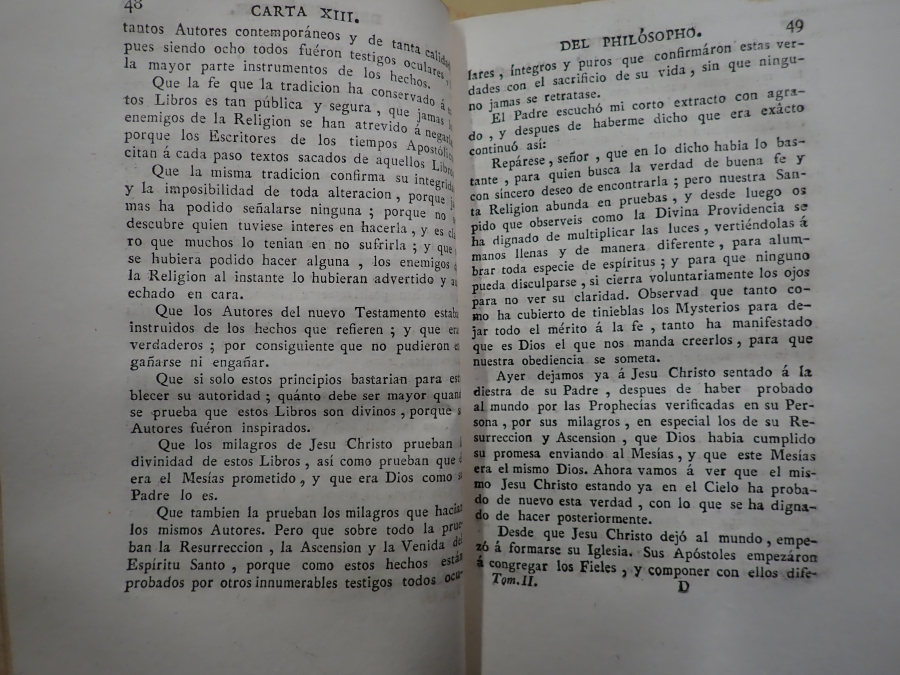 48 CARTA XIII.
tantos Autores contemporáneos y de tanta calidad,
pues siendo ocho todos fuéron testigos oculares,
la mayor parte instrumentos de los hechos.
Que la fe que la tradicion ha conservado á
tos Libros es tan pública y segura, que jamas
enemigos de la Religion se han atrevido á negar
porque los Escritores de los tiempos Apostóli
citan á cada paso textos sacados de aquellos Libro
Que la misma tradicion confirma su integrida
y la imposibilidad de toda alteracion, porque j
mas ha podido señalarse ninguna; porque no
descubre quien tuviese interes en hacerla, y es cla
ro que muchos lo tenian en no sufrirla; y que
se hubiera podido hacer alguna, los enemigos
la Religion al instante lo hubieran advertido y
echado en cara.
Que los Autores del nuevo Testamento estaba
instruidos de los hechos que refieren; y que era
verdaderos; por consiguiente que no pudieron e
gañarse ni engañar.
Que si solo estos principios bastarian para est
blecer su autoridad; quánto debe ser mayor quan
se prueba que estos Libros son divinos, porque s
Autores fuéron inspirados.
Que los milagros de Jesu Christo prueban
divinidad de estos Libros, así como prueban que
era el Mesías prometido, y que era Dios como s
Padre lo es.
Que tambien la prueban los milagros que hacian
los mismos Autores. Pero que sobre todo la prue
ban la Resurreccion, la Ascension y la Venida del
Espíritu Santo, porque como estos hechos están
probados por otros innumerables testigos todos ocu-
DEL PHILÓSOPHO. 49
lares, íntegros y puros que confirmáron estas ver-
dades con el sacrificio de su vida, sin que ningu-
no jamas se retratase.
El Padre escuchó mi corto extracto con agra-
do, y despues de haberme dicho que era exâcto
continuó así:
Repárese, señor, que en lo dicho habia lo bas-
tante, para quien busca la verdad de buena fe y
con sincero deseo de encontrarla; pero nuestra San-
ta Religion abunda en pruebas, y desde luego os
pido que observeis como la Divina Providencia se
ha dignado de multiplicar las luces, vertiéndolas á
manos llenas y de manera diferente, para alum-
brar toda especie de espíritus; y para que ninguno
pueda disculparse, si cierra voluntariamente los ojos
para no ver su claridad. Observad que tanto co-
mo ha cubierto de tinieblas los Mysterios para de-
jar todo el mérito á la fe, tanto ha manifestado
que es Dios el que nos manda creerlos, para que
nuestra obediencia se someta.
Ayer dejamos ya á Jesu Christo sentado á la
diestra de su Padre, despues de haber probado
al mundo por las Prophecías verificadas en su Per-
sona, por sus milagros, en especial los de su Re-
surreccion y Ascension, que Dios habia cumplido
su promesa enviando al Mesías, y que este Mesías
era el mismo Dios. Ahora vamos á ver que el mis-
mo Jesu Christo estando ya en el Cielo ha proba-
do de nuevo esta verdad, con lo que se ha digna-
do de hacer posteriormente.
Desde que Jesu Christo dejó al mundo, empe-
zó á formarse su Iglesia. Sus Apóstoles empezáron
á congregar los Fieles, y componer con ellos dife-
Tom. II. D